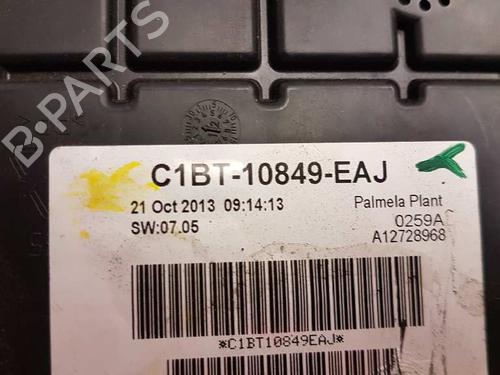 B-PARTS
C1BT-10849-EAJ
21 Oct 2013 09:14:13 Palmela Plant
SW:07.05 0259A
A12728968
*C1BT10849EAJ*